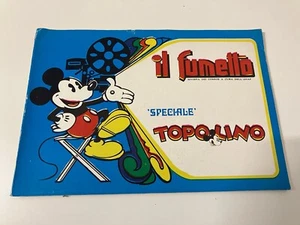 il fumetto
"SPECIALE"
TOPOLINO